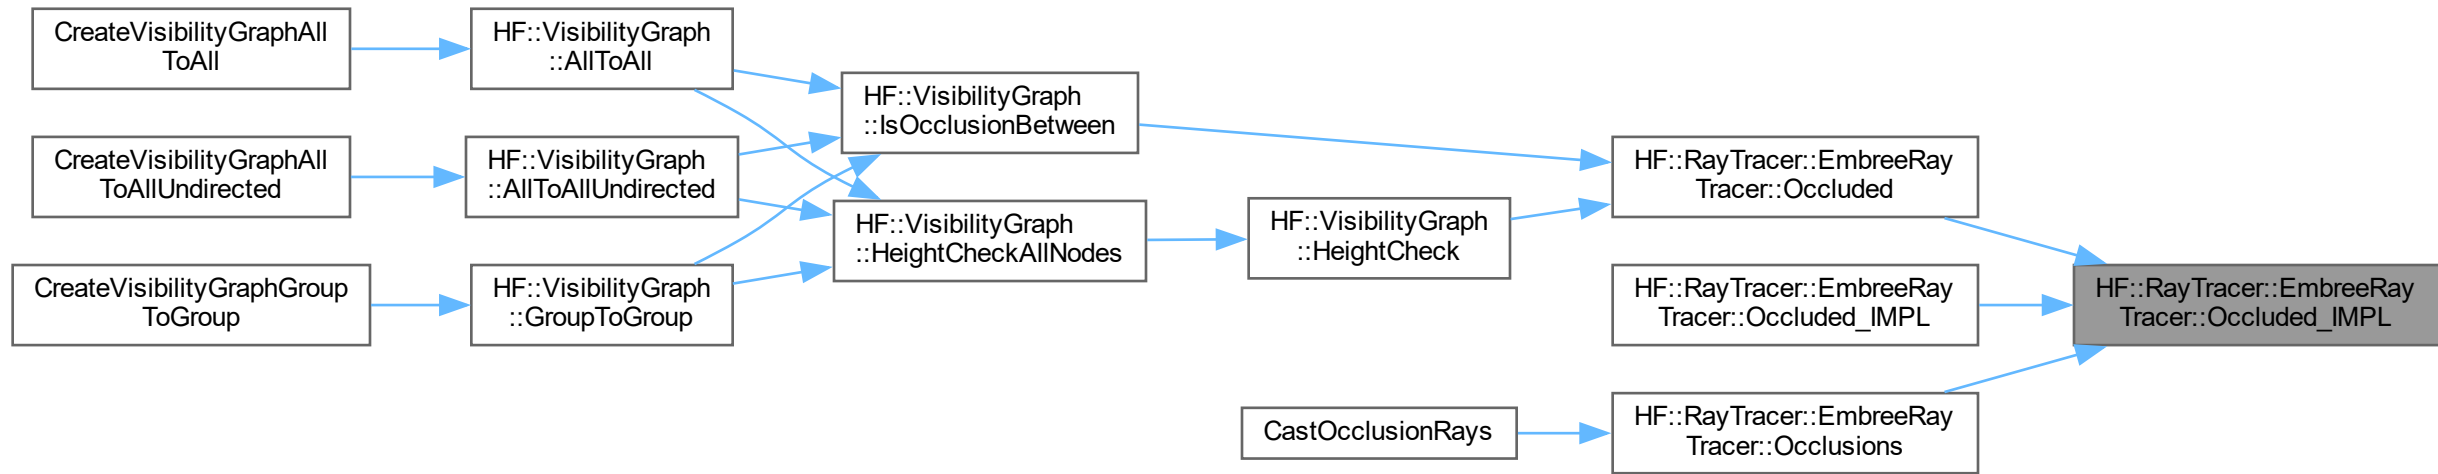 CreateVisibilityGraphAll
ToAll
HF::VisibilityGraph
::AllToAll
CreateVisibilityGraphAll
ToAllUndirected
HF::VisibilityGraph
::AllToAllUndirected
CreateVisibilityGraphGroup
ToGroup
HF::VisibilityGraph
::GroupToGroup
HF::VisibilityGraph
::IsOcclusionBetween
HF::VisibilityGraph
::HeightCheckAllNodes
HF::VisibilityGraph
::HeightCheck
CastOcclusionRays
HF::RayTracer::EmbreeRay
Tracer::Occluded
HF::RayTracer::EmbreeRay
Tracer::Occluded_IMPL
HF::RayTracer::EmbreeRay
Tracer::Occlusions
HF::RayTracer::EmbreeRay
Tracer::Occluded_IMPL